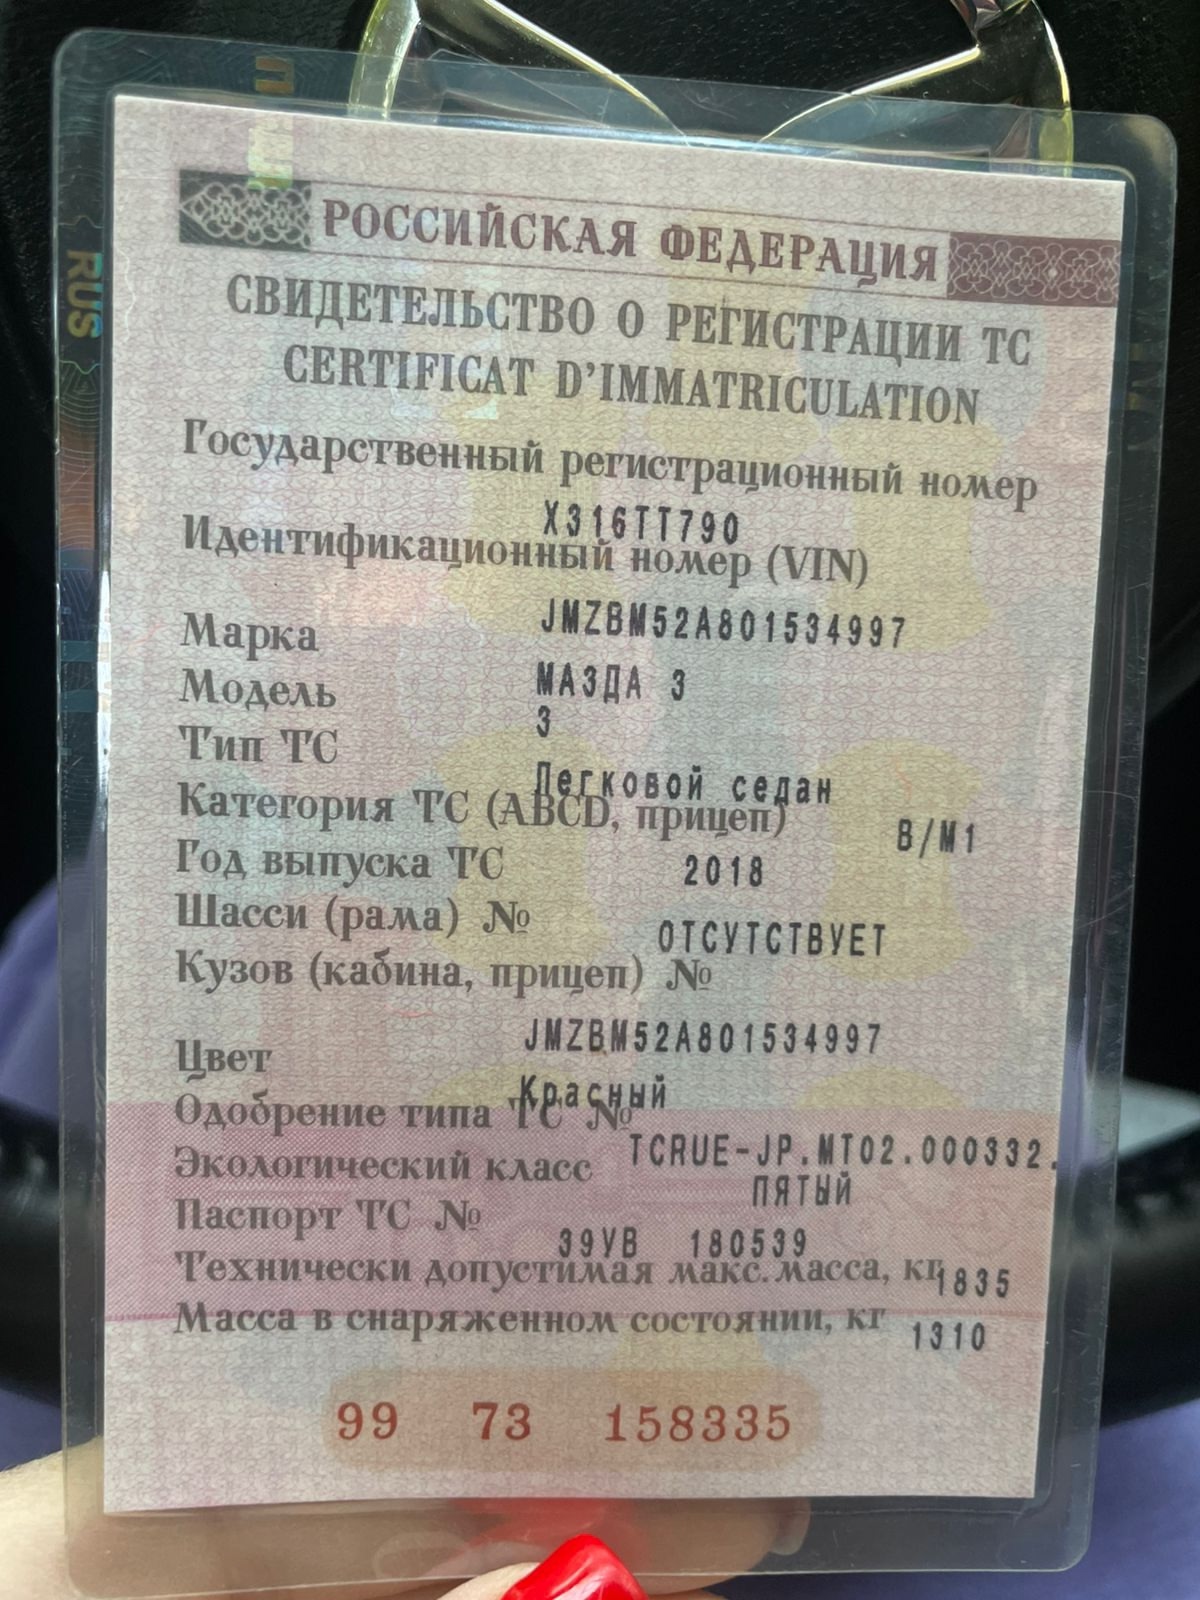 RUS
РОССИЙСКАЯ ФЕДЕРАЦИЯ
СВИДЕТЕЛЬСТВО О РЕГИСТРАЦИИ ТС
CERTIFICAT D'IMMATRICULATION
Государственный регистрационный номер
Х316ТТ790
Идентификационный номер (VIN)
JMZBM52A801534997
Марка МАЗДА 3
Модель 3
Тип ТС Легковой седан
Категория ТС (ABCD, прицеп) B/M1
Год выпуска ТС 2018
Шасси (рама) № ОТСУТСТВУЕТ
Кузов (кабина, прицеп) №
JMZBM52A801534997
Цвет Красный
Одобрение типа ТС № TCRUE-JP.MT02.000332.
Экологический класс ПЯТЫЙ
Паспорт ТС № 39УВ 180539
Технически допустимая макс. масса, кг 1835
Масса в снаряженном состоянии, кг 1310
99 73 158335